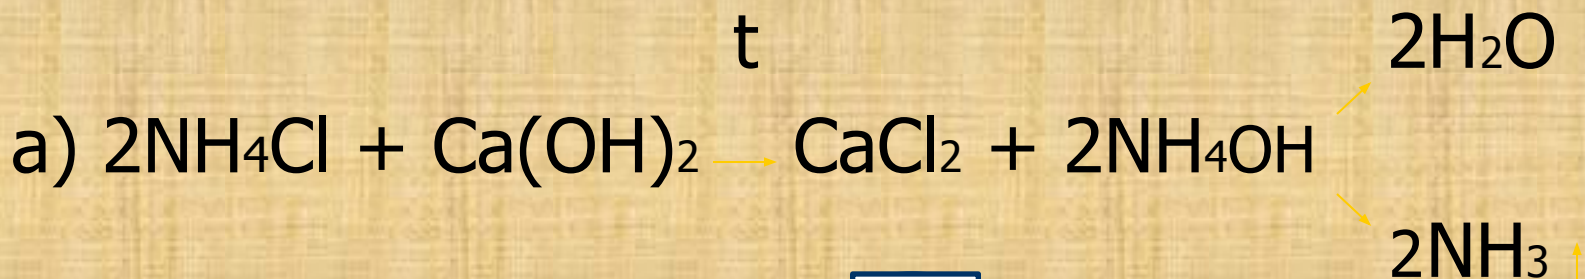 t
2H₂O
a) 2NH₄Cl + Ca(OH)₂ → CaCl₂ + 2NH₄OH
2NH₃ ↑